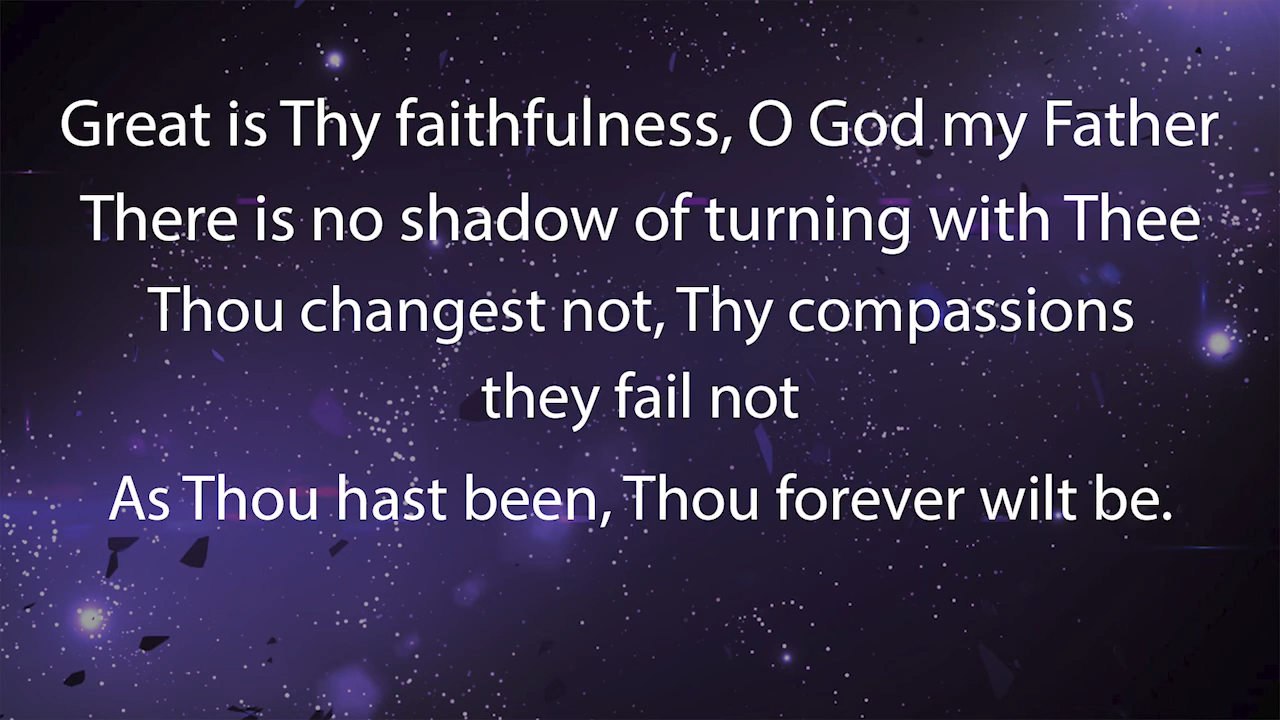 Great is Thy faithfulness, O God my Father
There is no shadow of turning with Thee
Thou changest not, Thy compassions
they fail not
As Thou hast been, Thou forever wilt be.